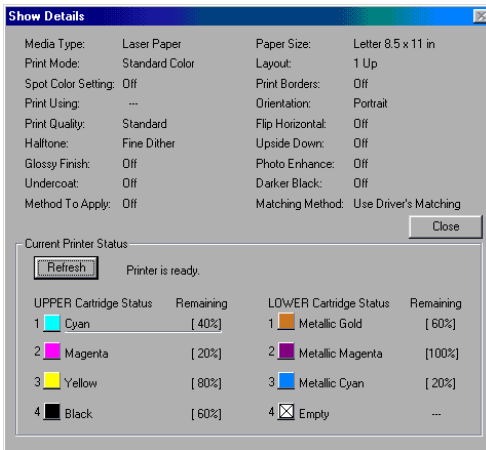 Show Details
Media Type: Laser Paper Paper Size: Letter 8.5 x 11 in
Print Mode: Standard Color Layout: 1 Up
Spot Color Setting: Off Print Borders: Off
Print Using: --- Orientation: Portrait
Print Quality: Standard Flip Horizontal: Off
Halftone: Fine Dither Upside Down: Off
Glossy Finish: Off Photo Enhance: Off
Undercoat: Off Darker Black: Off
Method To Apply: Off Matching Method: Use Driver's Matching
Close
Current Printer Status
Refresh Printer is ready.
UPPER Cartridge Status Remaining LOWER Cartridge Status Remaining
1 Cyan [ 40%] 1 Metallic Gold [ 60%]
2 Magenta [ 20%] 2 Metallic Magenta [100%]
3 Yellow [ 80%] 3 Metallic Cyan [ 20%]
4 Black [ 60%] 4 Empty ---